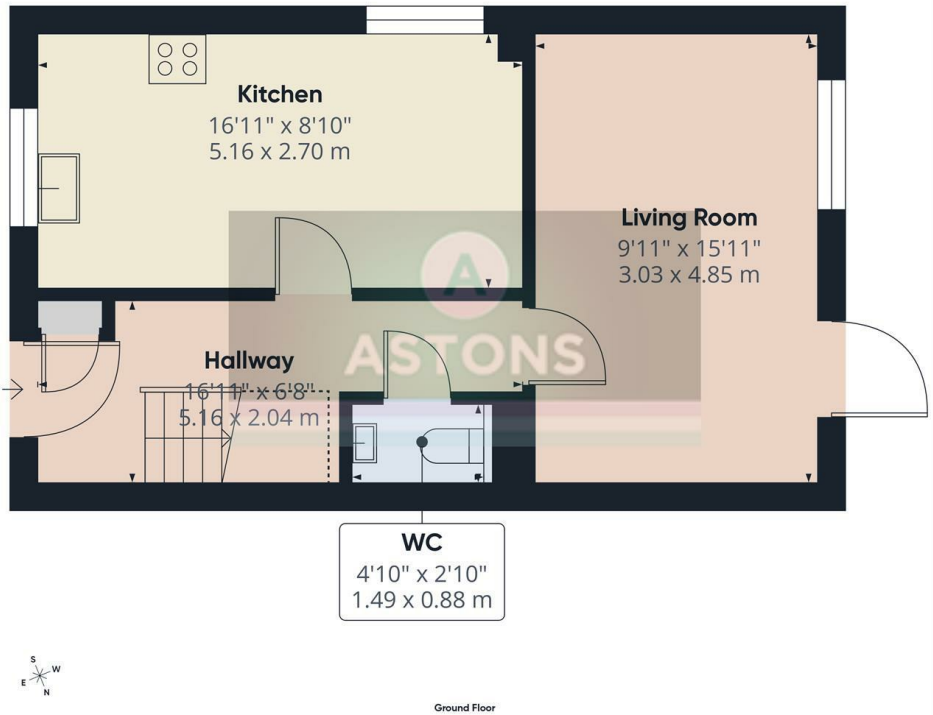 Kitchen
16'11" x 8'10"
5.16 x 2.70 m
Living Room
9'11" x 15'11"
3.03 x 4.85 m
A
ASTONS
Hallway
16'11" x 6'8"
5.16 x 2.04 m
WC
4'10" x 2'10"
1.49 x 0.88 m
S
W
E
N
Ground Floor